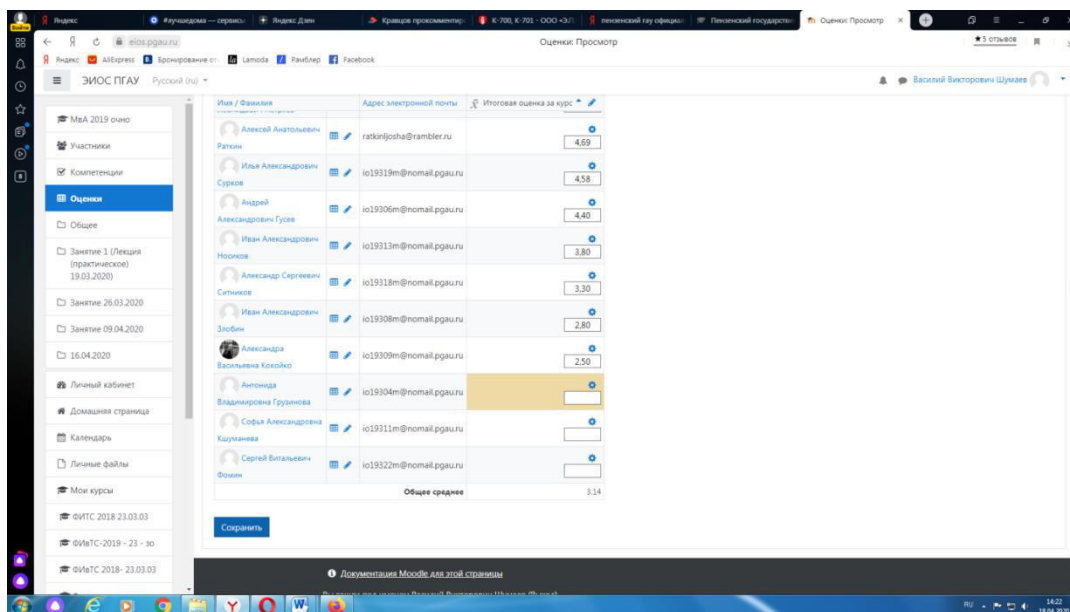 Яндекс
#лучшедома — сервисы
Яндекс Дзен
Кравцов прокомментир
К-700, К-701 - ООО «ЭЛ
пензенский гау официал
Пензенский государстве
Оценки: Просмотр
eios.pgau.ru
Оценки: Просмотр
★ 5 отзывов
Яндекс
AliExpress
Бронирование от
Lamoda
Рамблер
Facebook
ЭИОС ПГАУ
Русский (ru)
Василий Викторович Шумаев
МвА 2019 очно
Участники
Компетенции
Оценки
Общее
Занятие 1 (Лекция
(практическое)
19.03.2020)
Занятие 26.03.2020
Занятие 09.04.2020
16.04.2020
Личный кабинет
Домашняя страница
Календарь
Личные файлы
Мои курсы
ФИТС 2018 23.03.03
ФИвТС-2019 - 23 - зо
ФИвТС 2018- 23.03.03
Имя / Фамилия
Адрес электронной почты
Итоговая оценка за курс
Алексей Анатольевич
Раткин
ratkinljosha@rambler.ru
4,69
Илья Александрович
Сурков
io19319m@nomail.pgau.ru
4,58
Андрей
Александрович Гусев
io19306m@nomail.pgau.ru
4,40
Иван Александрович
Носиков
io19313m@nomail.pgau.ru
3,80
Александр Сергеевич
Ситников
io19318m@nomail.pgau.ru
3,30
Иван Александрович
Злобин
io19308m@nomail.pgau.ru
2,80
Александра
Васильевна Кокойко
io19309m@nomail.pgau.ru
2,50
Антонида
Владимировна Грузинова
io19304m@nomail.pgau.ru
Софья Александровна
Кшуманева
io19311m@nomail.pgau.ru
Сергей Витальевич
Фомин
io19322m@nomail.pgau.ru
Общее среднее
3,14
Сохранить
Документация Moodle для этой страницы
RU
14:22
18.04.2020